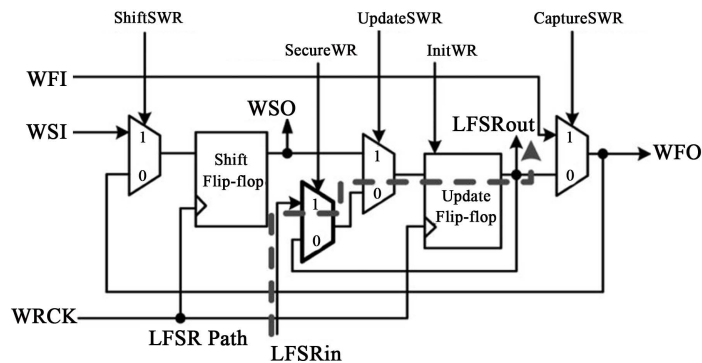 ShiftSWR
UpdateSWR
CaptureSWR
SecureWR
InitWR
WFI
WSO
LFSRout
WSI
1
Shift
Flip-flop
0
1
0
1
0
Update
Flip-flop
1
0
WFO
WRCK
LFSR Path
LFSRin